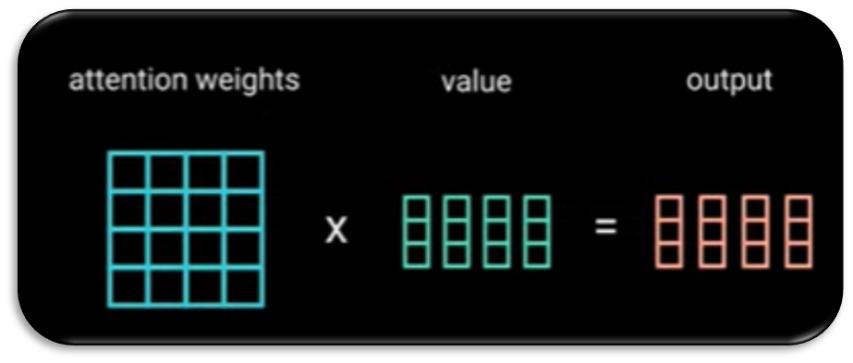 attention weights value output
x =